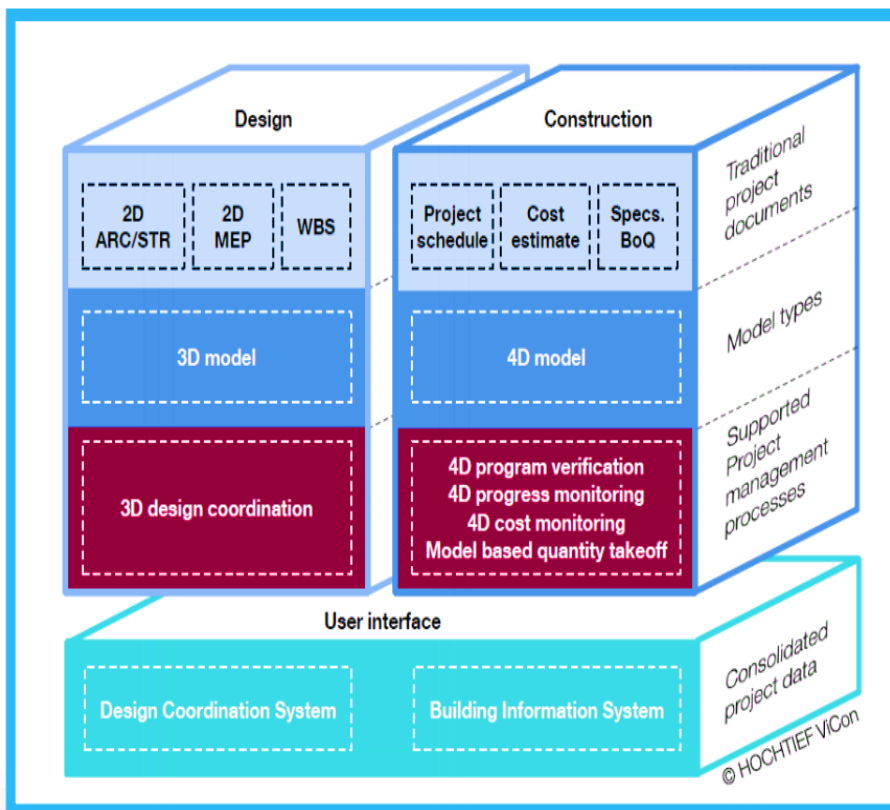 Design
Construction
2D
ARC/STR
2D
MEP
WBS
Project
schedule
Cost
estimate
Specs.
BoQ
Traditional
project
documents
3D model
4D model
Model types
3D design coordination
4D program verification
4D progress monitoring
4D cost monitoring
Model based quantity takeoff
Supported
Project
management
processes
User interface
Design Coordination System
Building Information System
Consolidated
project data
© HOCHTIEF ViCon